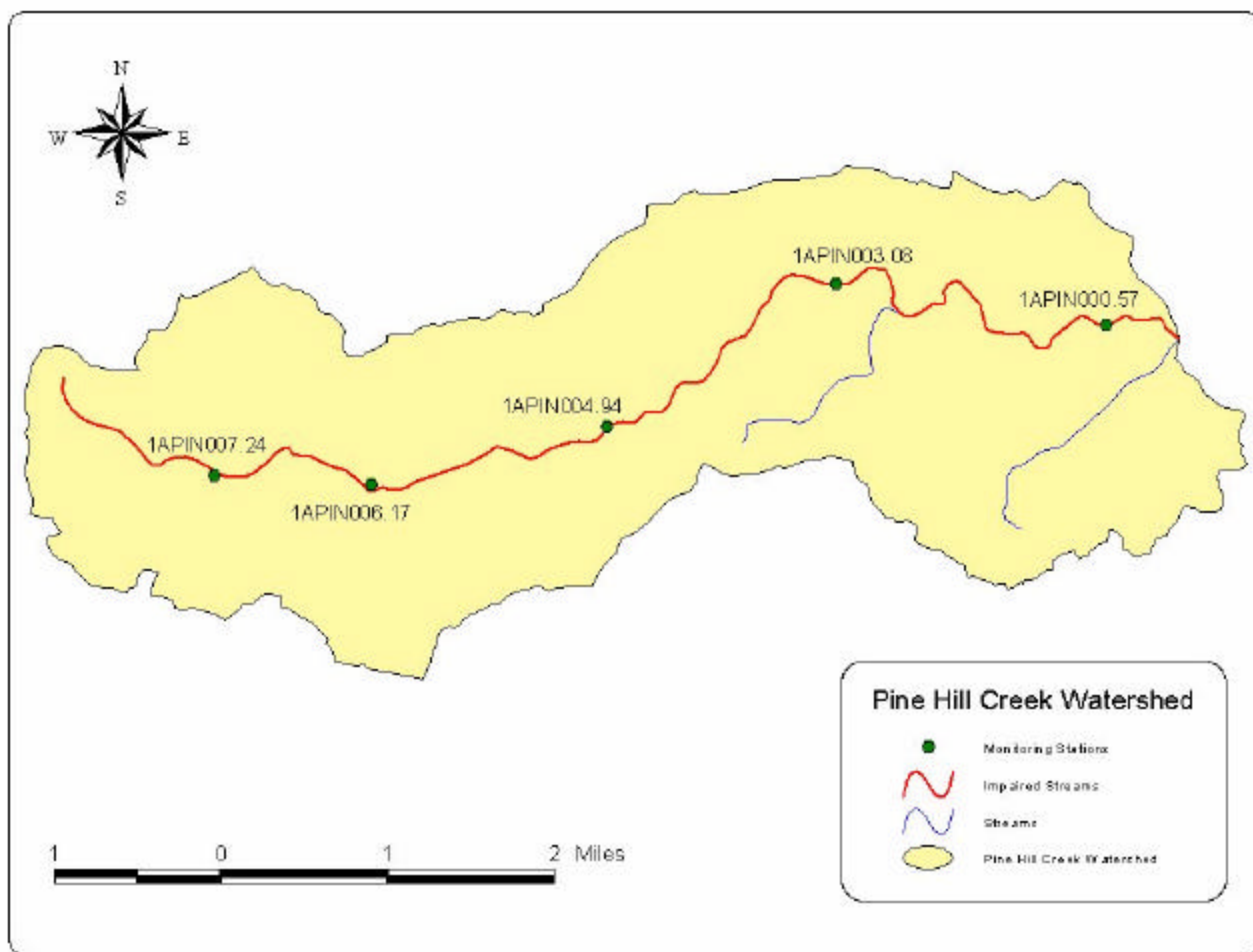 N
W E
S
1APIN003.08
1APIN000.57
1APIN004.94
1APIN007.24
1APIN006.17
Pine Hill Creek Watershed
Monitoring Stations
Impaired Streams
Streams
Pine Hill Creek Watershed
1 0 1 2 Miles